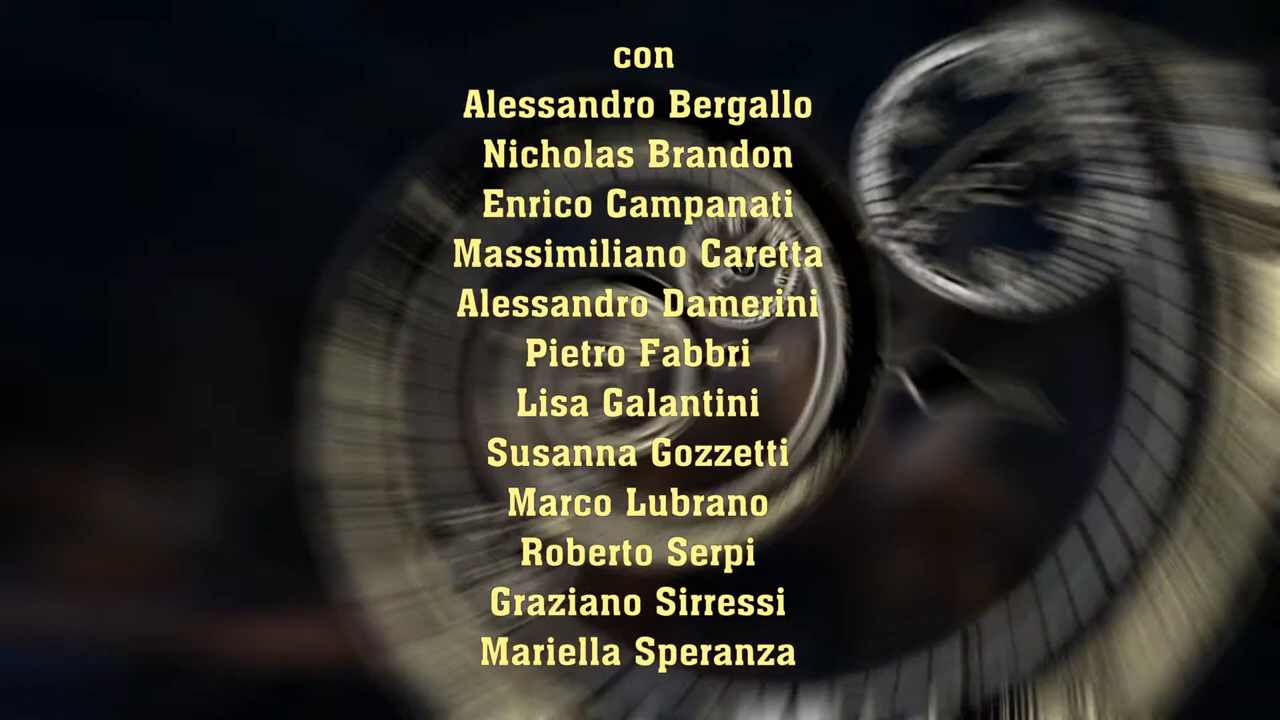 con
Alessandro Bergallo
Nicholas Brandon
Enrico Campanati
Massimiliano Caretta
Alessandro Damerini
Pietro Fabbri
Lisa Galantini
Susanna Gozzetti
Marco Lubrano
Roberto Serpi
Graziano Sirressi
Mariella Speranza